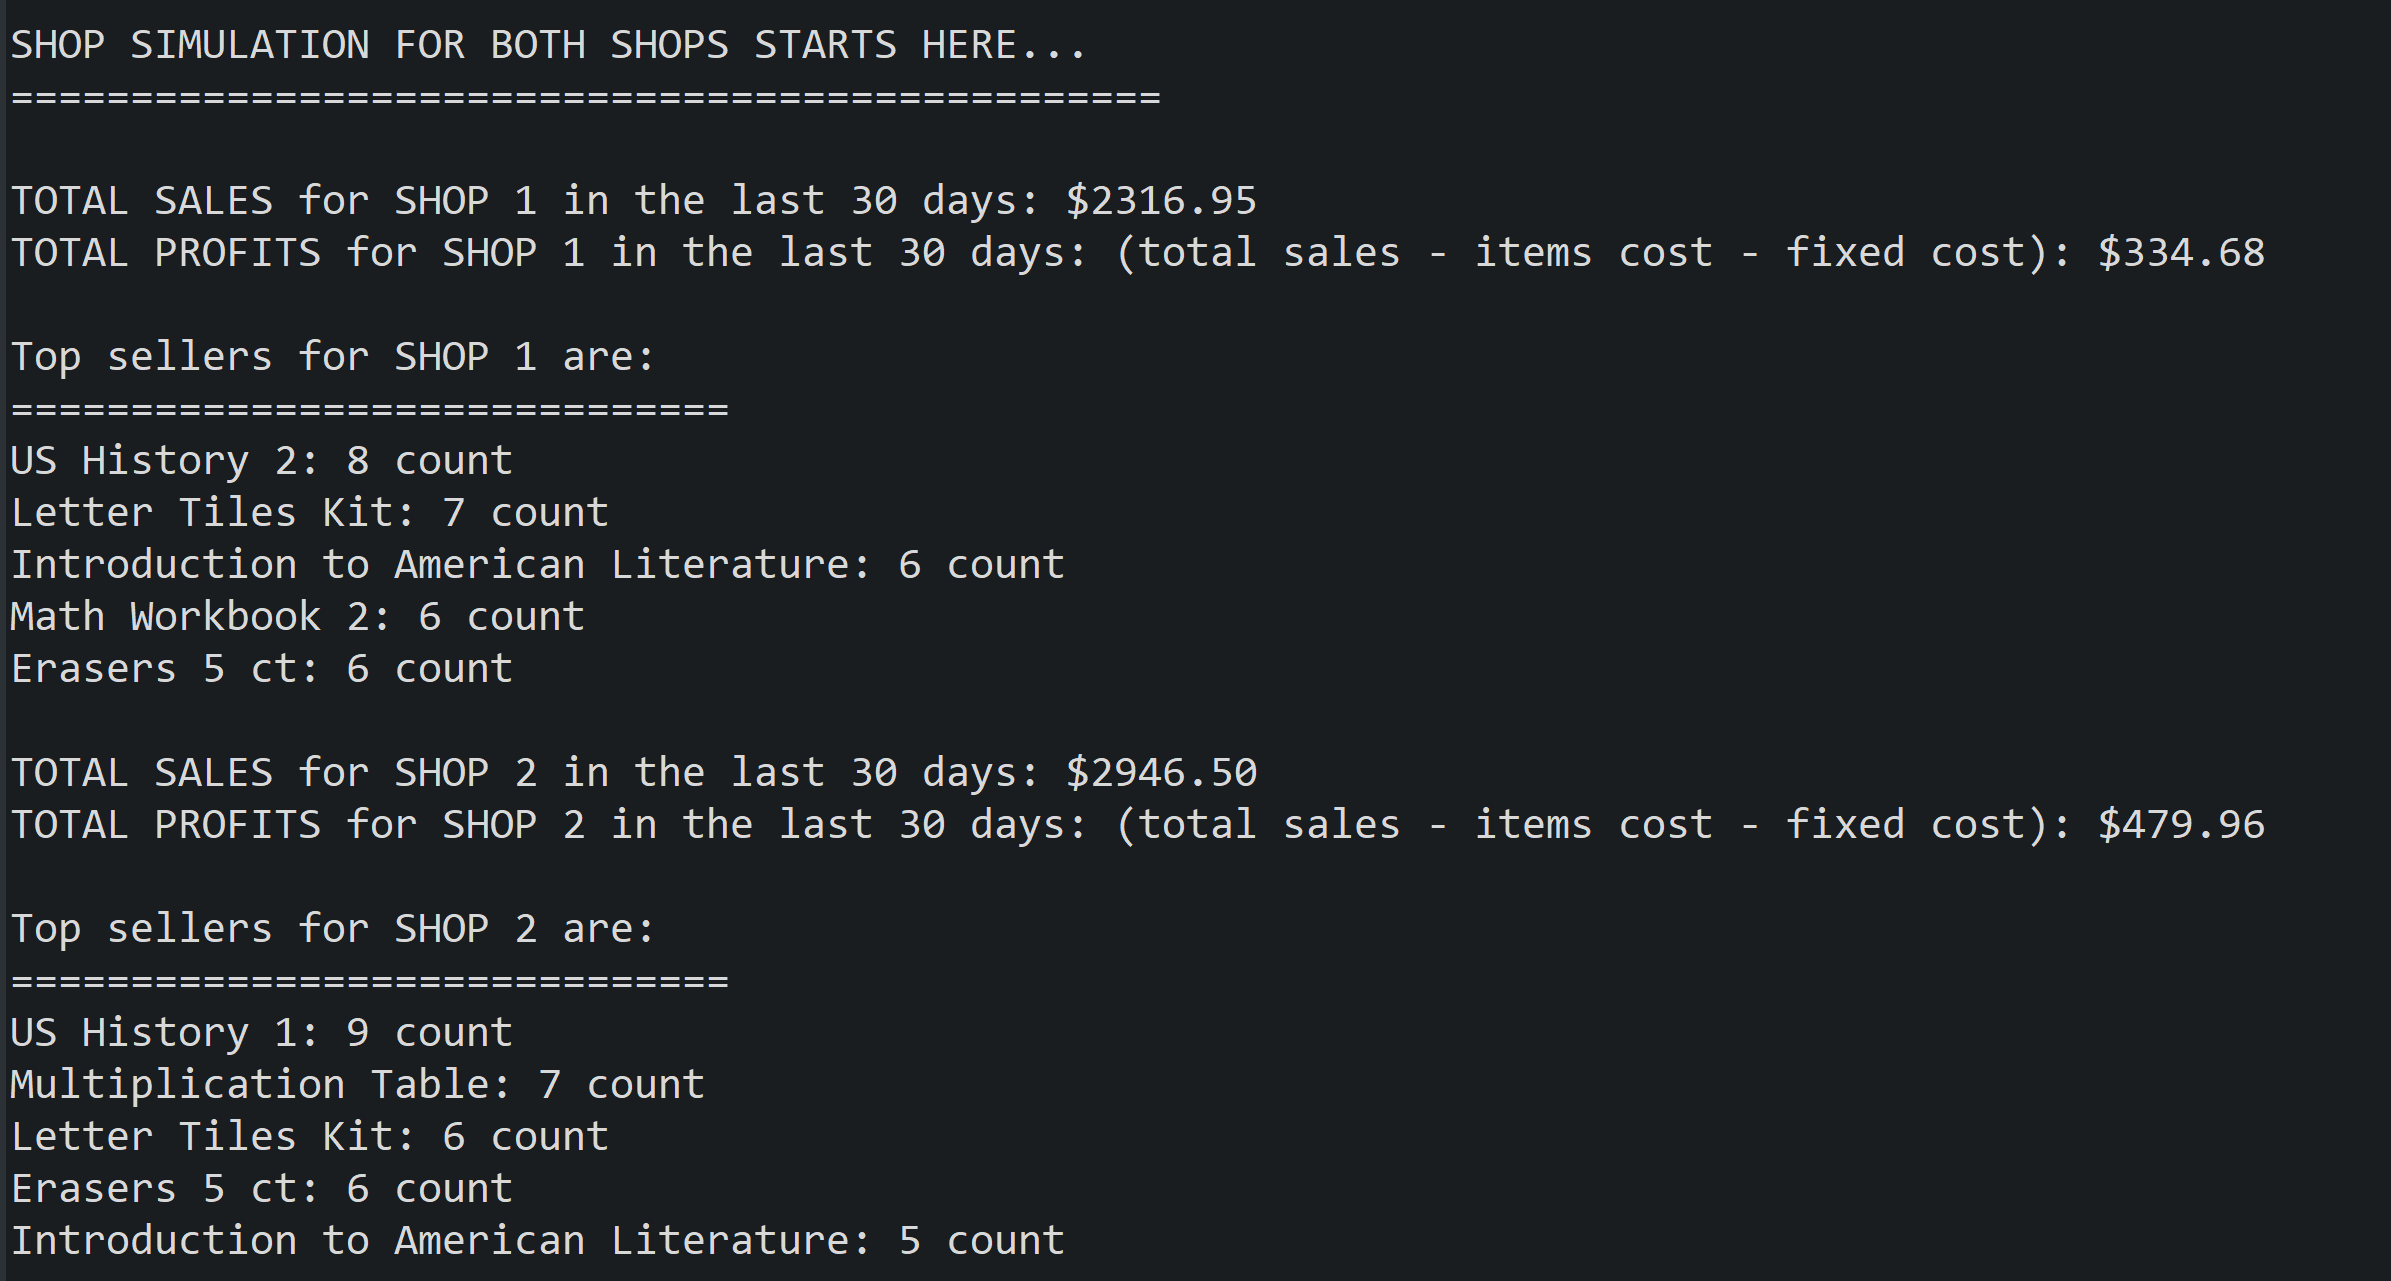 SHOP SIMULATION FOR BOTH SHOPS STARTS HERE...
================================================
TOTAL SALES for SHOP 1 in the last 30 days: $2316.95
TOTAL PROFITS for SHOP 1 in the last 30 days: (total sales - items cost - fixed cost): $334.68
Top sellers for SHOP 1 are:
==============================
US History 2: 8 count
Letter Tiles Kit: 7 count
Introduction to American Literature: 6 count
Math Workbook 2: 6 count
Erasers 5 ct: 6 count
TOTAL SALES for SHOP 2 in the last 30 days: $2946.50
TOTAL PROFITS for SHOP 2 in the last 30 days: (total sales - items cost - fixed cost): $479.96
Top sellers for SHOP 2 are:
==============================
US History 1: 9 count
Multiplication Table: 7 count
Letter Tiles Kit: 6 count
Erasers 5 ct: 6 count
Introduction to American Literature: 5 count